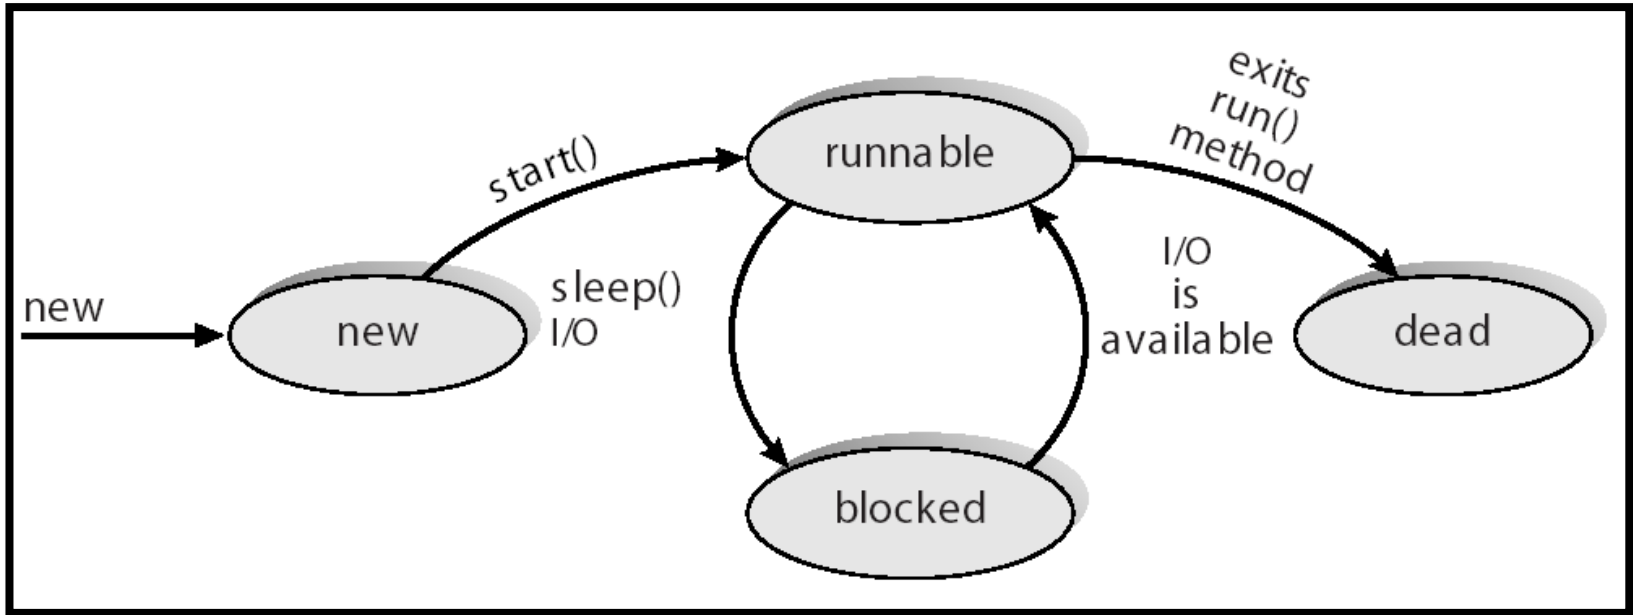 new
new
start()
sleep()
I/O
runnable
blocked
I/O
is
available
exits
run()
method
dead